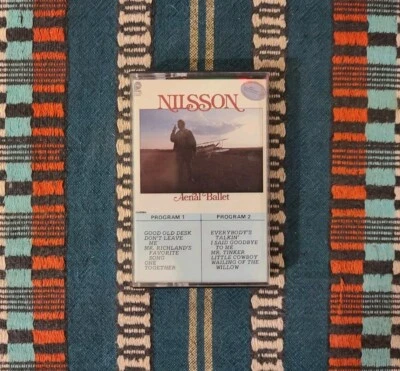 NILSSON
Aerial Ballet
PROGRAM 1
GOOD OLD DESK
DON'T LEAVE
ME
MR. RICHLAND'S
FAVORITE
SONG
ONE
TOGETHER
PROGRAM 2
EVERYBODY'S
TALKIN'
I SAID GOODBYE
TO ME
MR. TINKER
LITTLE COWBOY
WAILING OF THE
WILLOW